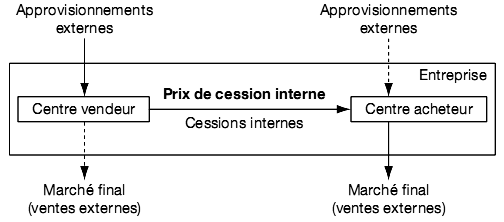 Approvisionnements
externes
Approvisionnements
externes
Entreprise
Prix de cession interne
Centre vendeur
Centre acheteur
Cessions internes
Marché final
(ventes externes)
Marché final
(ventes externes)